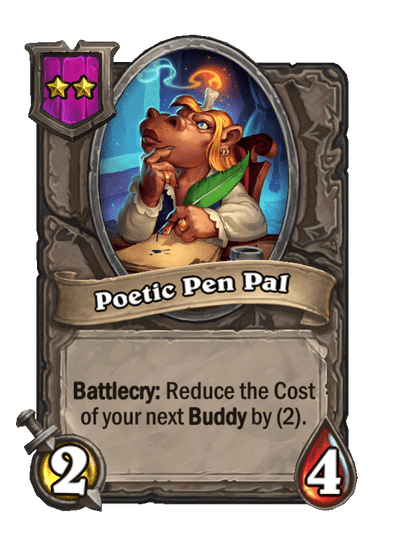 Poetic Pen Pal
Battlecry: Reduce the Cost
of your next Buddy by (2).
2
4